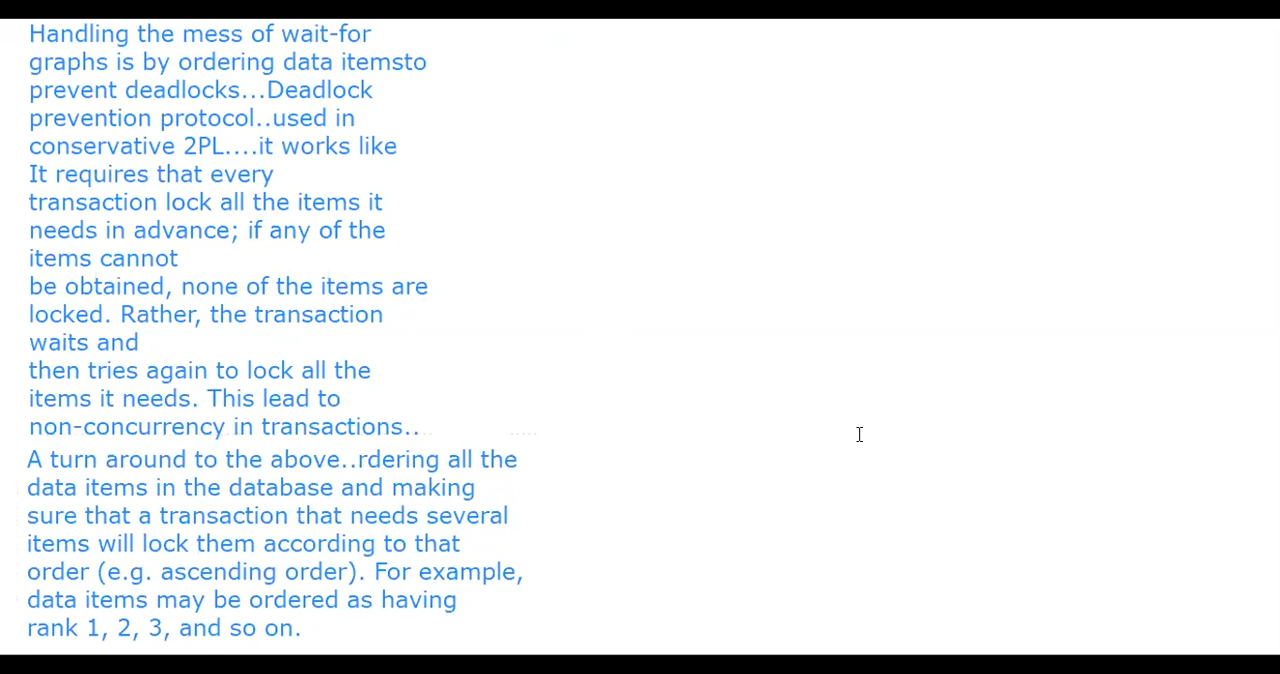 Handling the mess of wait-for
graphs is by ordering data itemsto
prevent deadlocks...Deadlock
prevention protocol..used in
conservative 2PL....it works like
It requires that every
transaction lock all the items it
needs in advance; if any of the
items cannot
be obtained, none of the items are
locked. Rather, the transaction
waits and
then tries again to lock all the
items it needs. This lead to
non-concurrency in transactions..
A turn around to the above..rdering all the
data items in the database and making
sure that a transaction that needs several
items will lock them according to that
order (e.g. ascending order). For example,
data items may be ordered as having
rank 1, 2, 3, and so on.